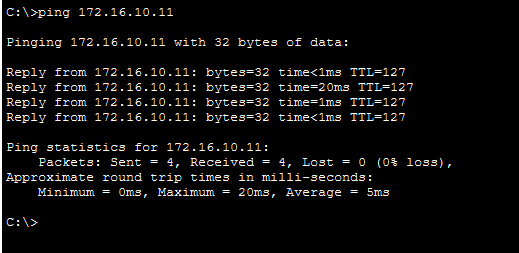 C:\>ping 172.16.10.11
Pinging 172.16.10.11 with 32 bytes of data:
Reply from 172.16.10.11: bytes=32 time<1ms TTL=127
Reply from 172.16.10.11: bytes=32 time=20ms TTL=127
Reply from 172.16.10.11: bytes=32 time=1ms TTL=127
Reply from 172.16.10.11: bytes=32 time<1ms TTL=127
Ping statistics for 172.16.10.11:
    Packets: Sent = 4, Received = 4, Lost = 0 (0% loss),
Approximate round trip times in milli-seconds:
    Minimum = 0ms, Maximum = 20ms, Average = 5ms
C:\>